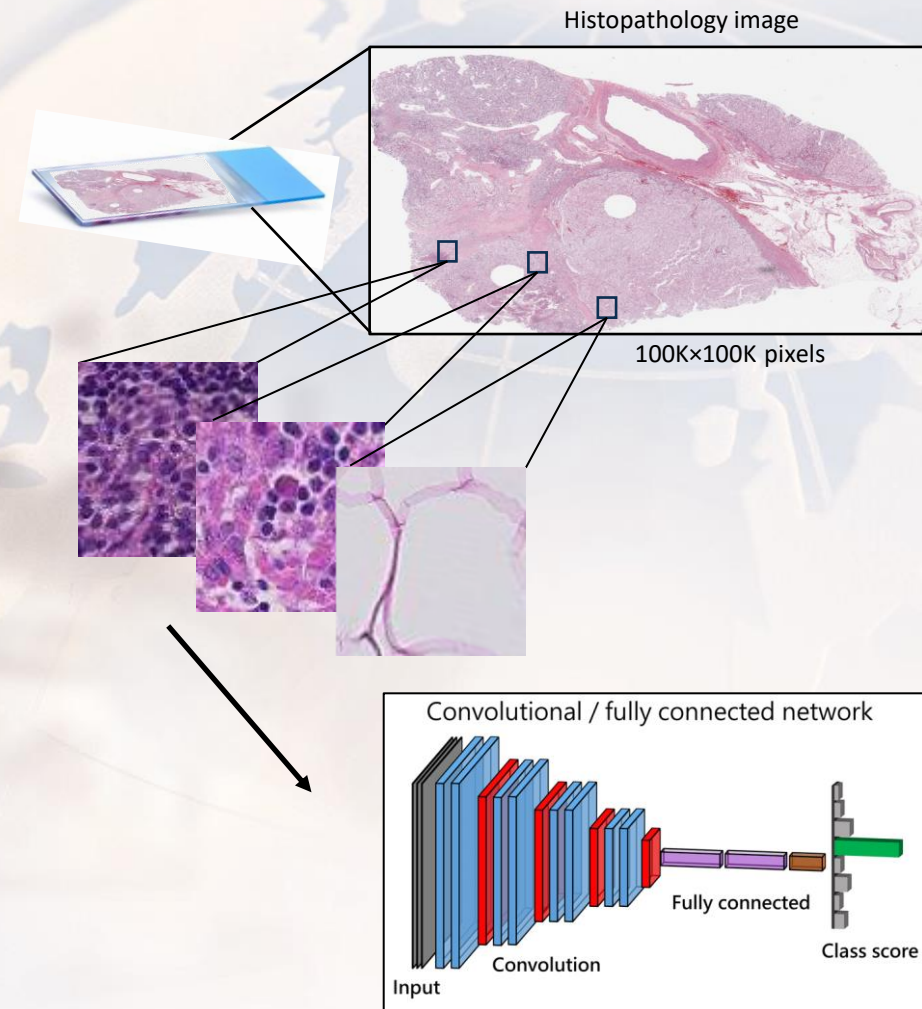 Histopathology image
100K×100K pixels
Convolutional / fully connected network
Fully connected
Class score
Convolution
Input